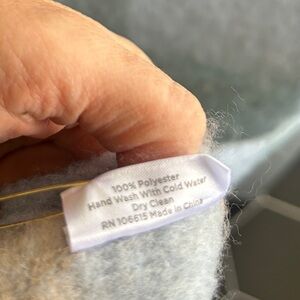 100% Polyester
Hand Wash With Cold Water
Dry Clean
RN 106615 Made in China